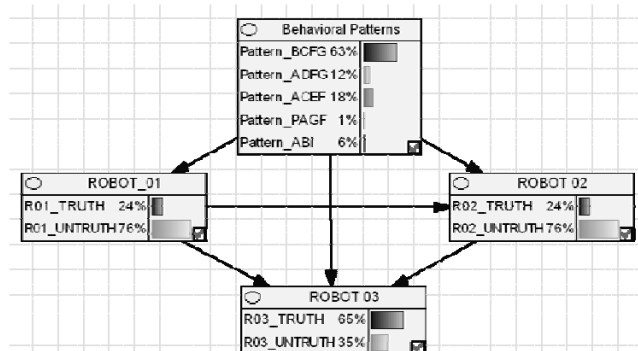 Behavioral Patterns
Pattern_BCFG 63%
Pattern_ADFG 12%
Pattern_ACEF 18%
Pattern_PAGF 1%
Pattern_ABI 6%
ROBOT_01
R01_TRUTH 24%
R01_UNTRUTH 76%
ROBOT 02
R02_TRUTH 24%
R02_UNTRUTH 76%
ROBOT 03
R03_TRUTH 65%
R03_UNTRUTH 35%